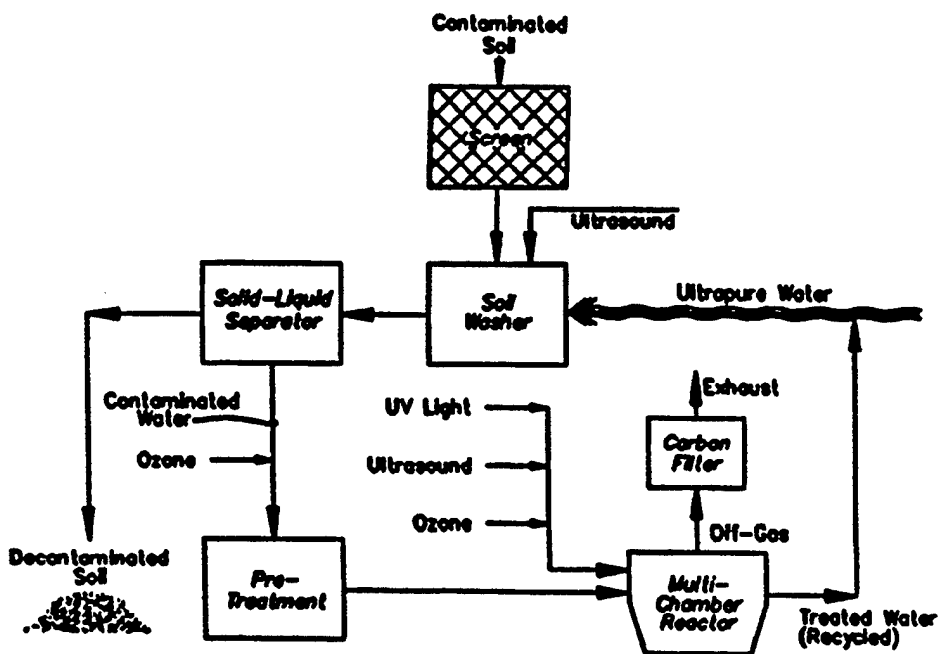 Contaminated
Soil
Screen
Ultrasound
Solid-Liquid
Separator
Soil
Washer
Ultrapure Water
Contaminated
Water
Ozone
UV Light
Ultrasound
Ozone
Exhaust
Carbon
Filter
Off-Gas
Decontaminated
Soil
Pre-
Treatment
Multi-
Chamber
Reactor
Treated Water
(Recycled)